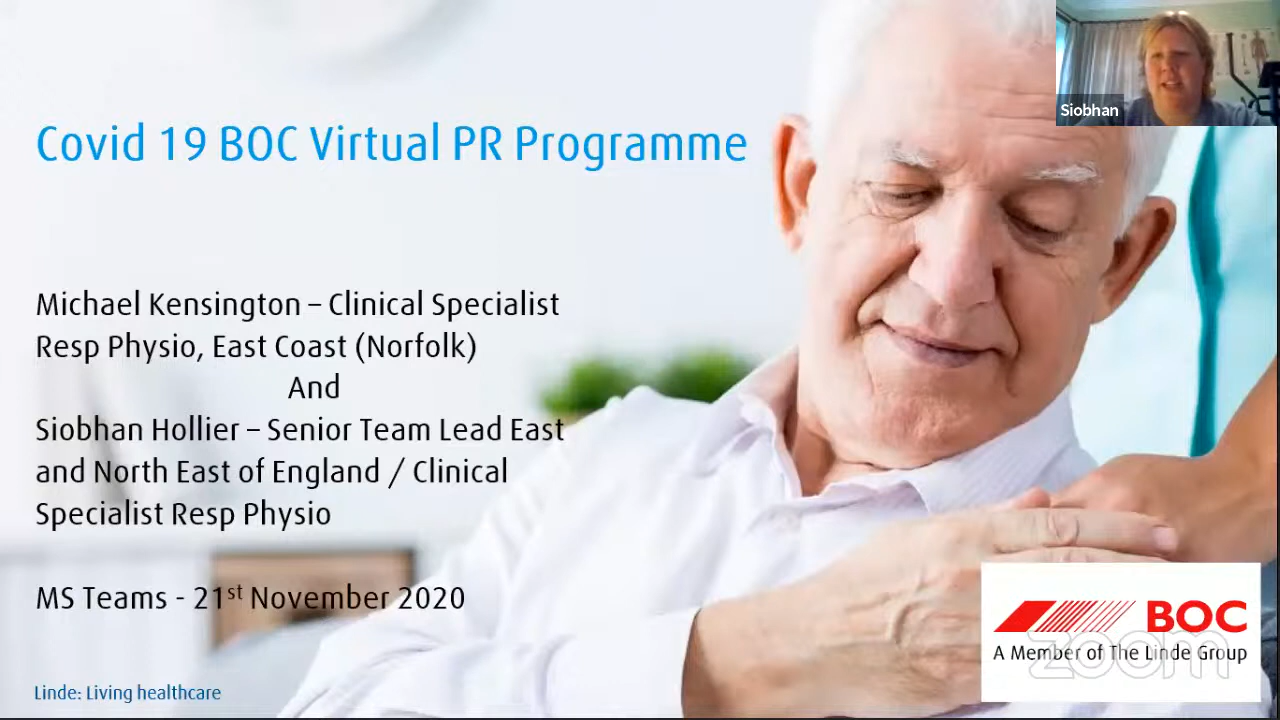 Siobhan
Covid 19 BOC Virtual PR Programme
Michael Kensington – Clinical Specialist
Resp Physio, East Coast (Norfolk)
And
Siobhan Hollier – Senior Team Lead East
and North East of England / Clinical
Specialist Resp Physio
MS Teams - 21st November 2020
BOC
zoom
A Member of The Linde Group
Linde: Living healthcare